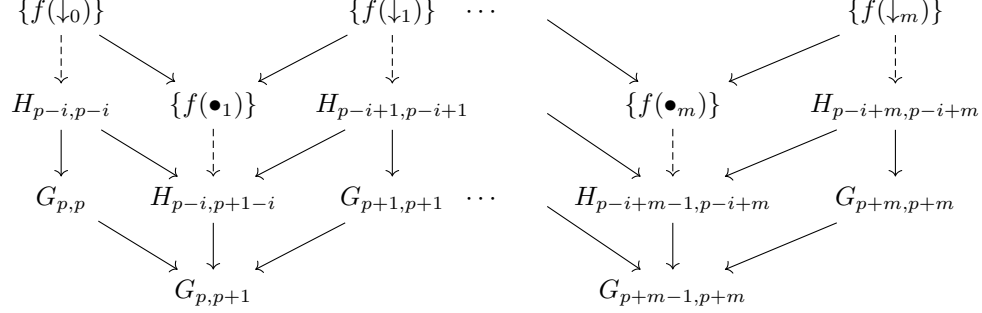 {f(↓₀)} {f(↓₁)} ⋯ {f(↓ₘ)}
H_{p−i,p−i} {f(•₁)} H_{p−i+1,p−i+1} {f(•ₘ)} H_{p−i+m,p−i+m}
G_{p,p} H_{p−i,p+1−i} G_{p+1,p+1} ⋯ H_{p−i+m−1,p−i+m} G_{p+m,p+m}
G_{p,p+1} G_{p+m−1,p+m}